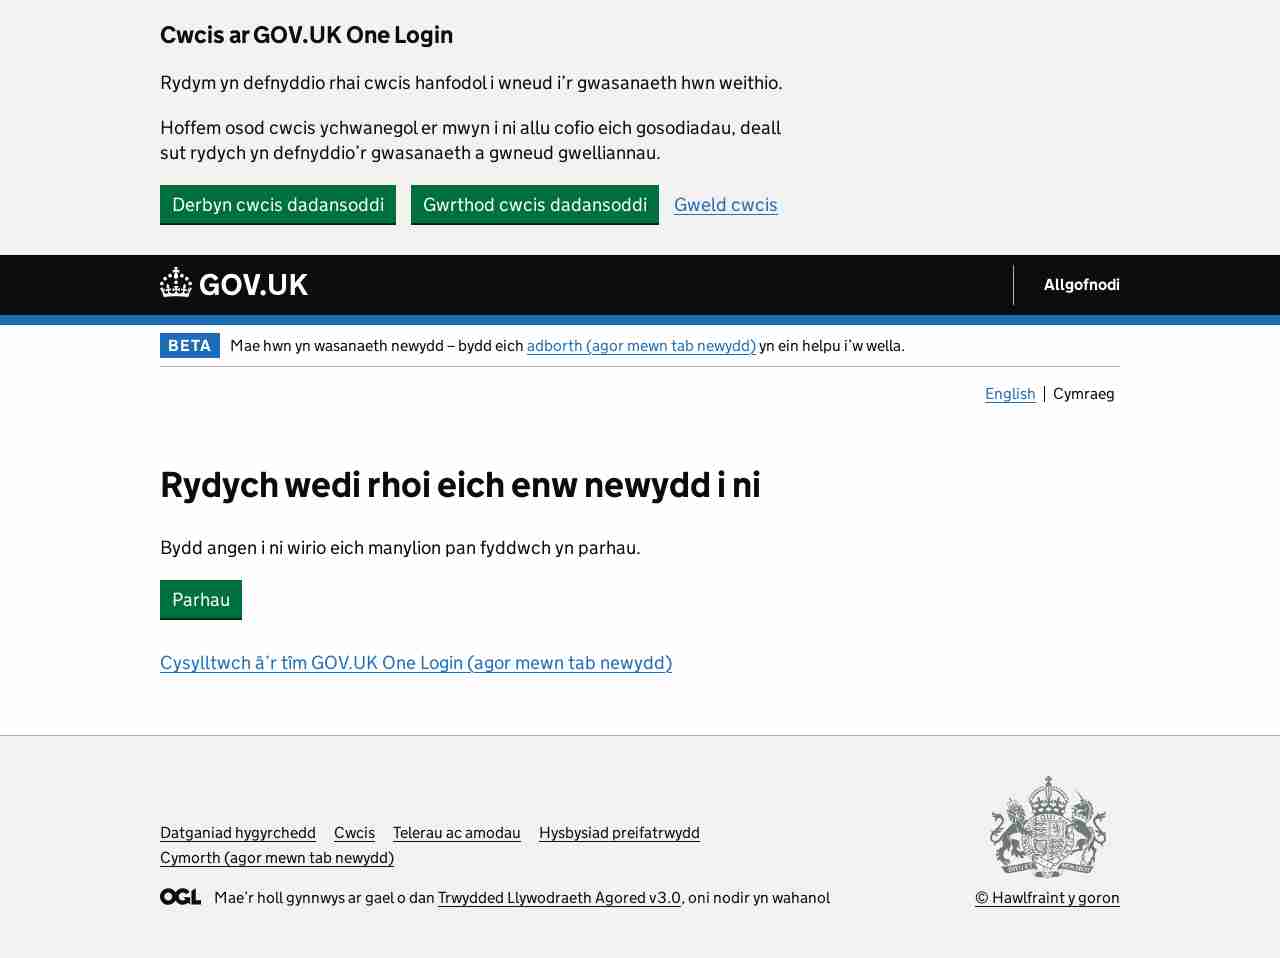 Cwcis ar GOV.UK One Login
Rydym yn defnyddio rhai cwcis hanfodol i wneud i’r gwasanaeth hwn weithio.
Hoffem osod cwcis ychwanegol er mwyn i ni allu cofio eich gosodiadau, deall
sut rydych yn defnyddio’r gwasanaeth a gwneud gwelliannau.
Derbyn cwcis dadansoddi Gwrthod cwcis dadansoddi Gweld cwcis
GOV.UK Allgofnodi
BETA Mae hwn yn wasanaeth newydd – bydd eich adborth (agor mewn tab newydd) yn ein helpu i’w wella.
English Cymraeg
Rydych wedi rhoi eich enw newydd i ni
Bydd angen i ni wirio eich manylion pan fyddwch yn parhau.
Parhau
Cysylltwch â’r tîm GOV.UK One Login (agor mewn tab newydd)
Datganiad hygyrchedd Cwcis Telerau ac amodau Hysbysiad preifatrwydd
Cymorth (agor mewn tab newydd)
OGL Mae’r holl gynnwys ar gael o dan Trwydded Llywodraeth Agored v3.0, oni nodir yn wahanol
© Hawlfraint y goron